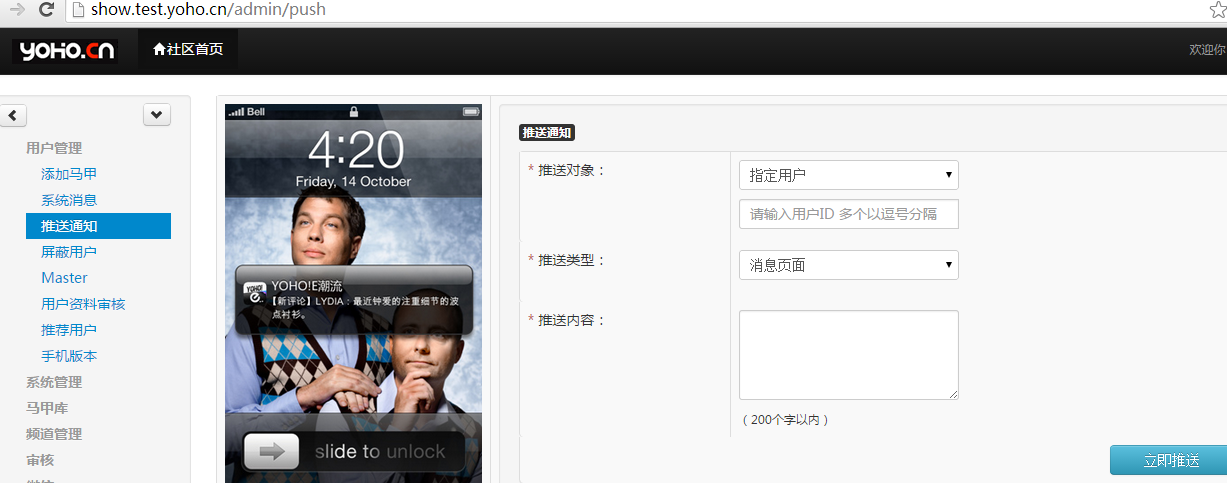 show.test.yoho.cn/admin/push
YOHO.CN
社区首页
欢迎你
用户管理
添加马甲
系统消息
推送通知
屏蔽用户
Master
用户资料审核
推荐用户
手机版本
系统管理
马甲库
频道管理
审核
Bell
4:20
Friday, 14 October
YOHO!
YOHO!E潮流
【新评论】LYDIA：最近钟爱的注重细节的波
点衬衫。
slide to unlock
推送通知
* 推送对象：
指定用户
请输入用户ID 多个以逗号分隔
* 推送类型：
消息页面
* 推送内容：
（200个字以内）
立即推送